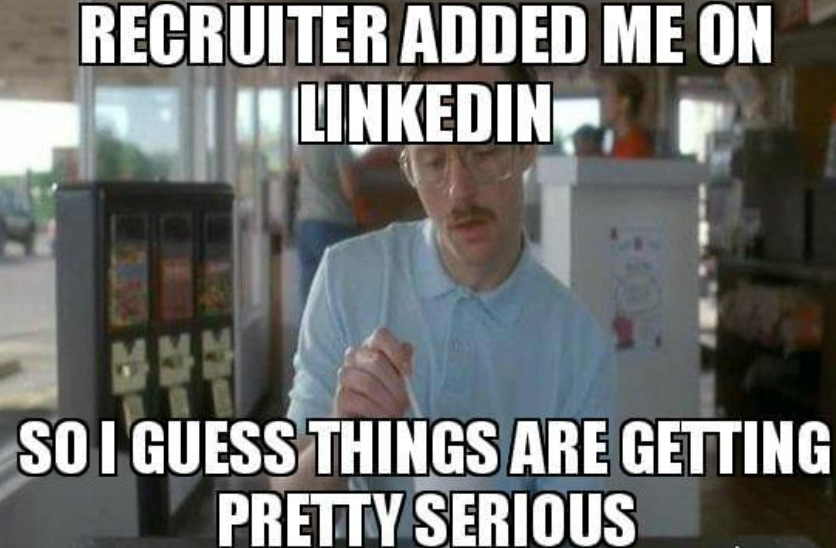 RECRUITER ADDED ME ON
LINKEDIN
SO I GUESS THINGS ARE GETTING
PRETTY SERIOUS